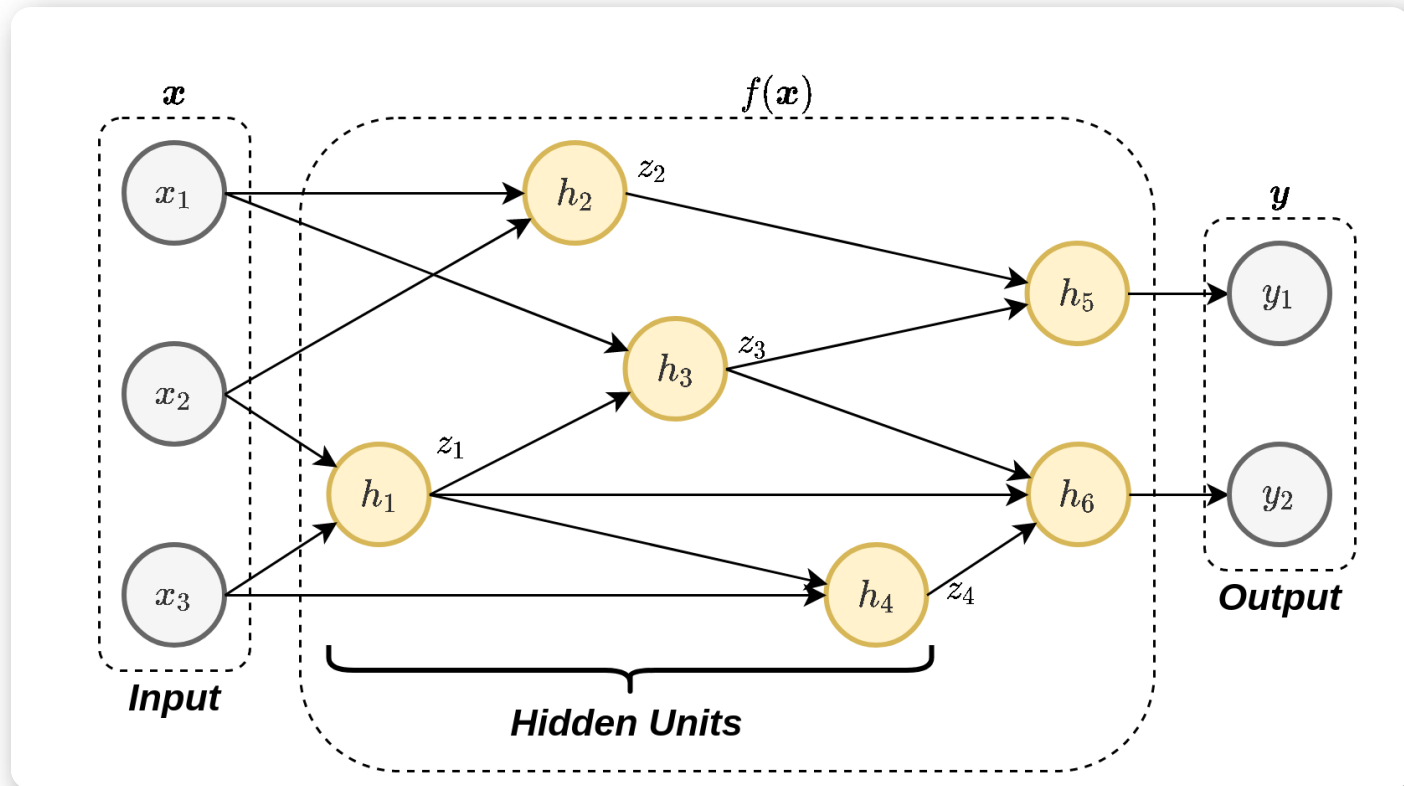 x
f(x)
x₁
h₂
z₂
y
h₅
y₁
z₃
h₃
x₂
z₁
h₁
h₆
y₂
x₃
h₄
z₄
Output
Input
Hidden Units